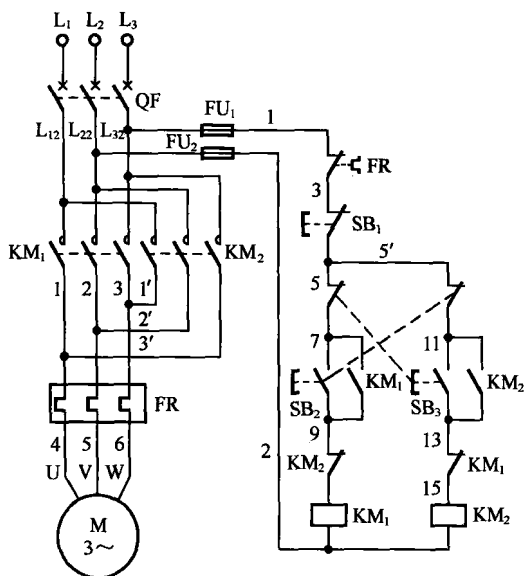 L₁ L₂ L₃
QF
L₁₂ L₂₂ L₃₂
FU₁ 1
FU₂
FR
3
SB₁
5′
KM₁ KM₂
1 2 3 1′
2′
3′
5
7 11
KM₁ KM₂
SB₂ SB₃
FR
9 13
4 5 6
2
KM₂ KM₁
U V W
15
KM₁ KM₂
M
3～